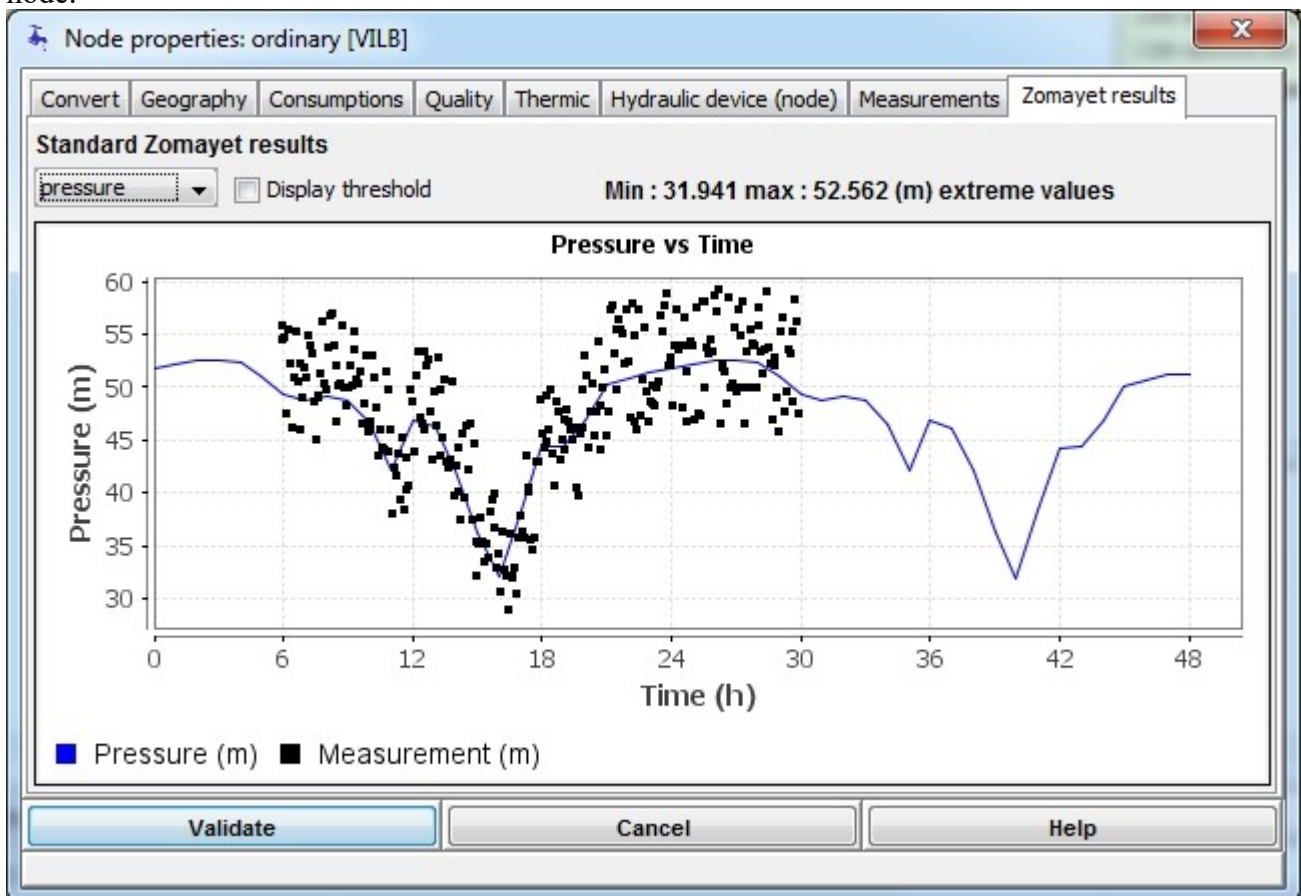 node.
Node properties: ordinary [VILB]
Convert Geography Consumptions Quality Thermic Hydraulic device (node) Measurements Zomayet results
Standard Zomayet results
pressure Display threshold Min : 31.941 max : 52.562 (m) extreme values
Pressure vs Time
60
55
50
45
40
35
30
Pressure (m)
0 6 12 18 24 30 36 42 48
Time (h)
Pressure (m) Measurement (m)
Validate Cancel Help